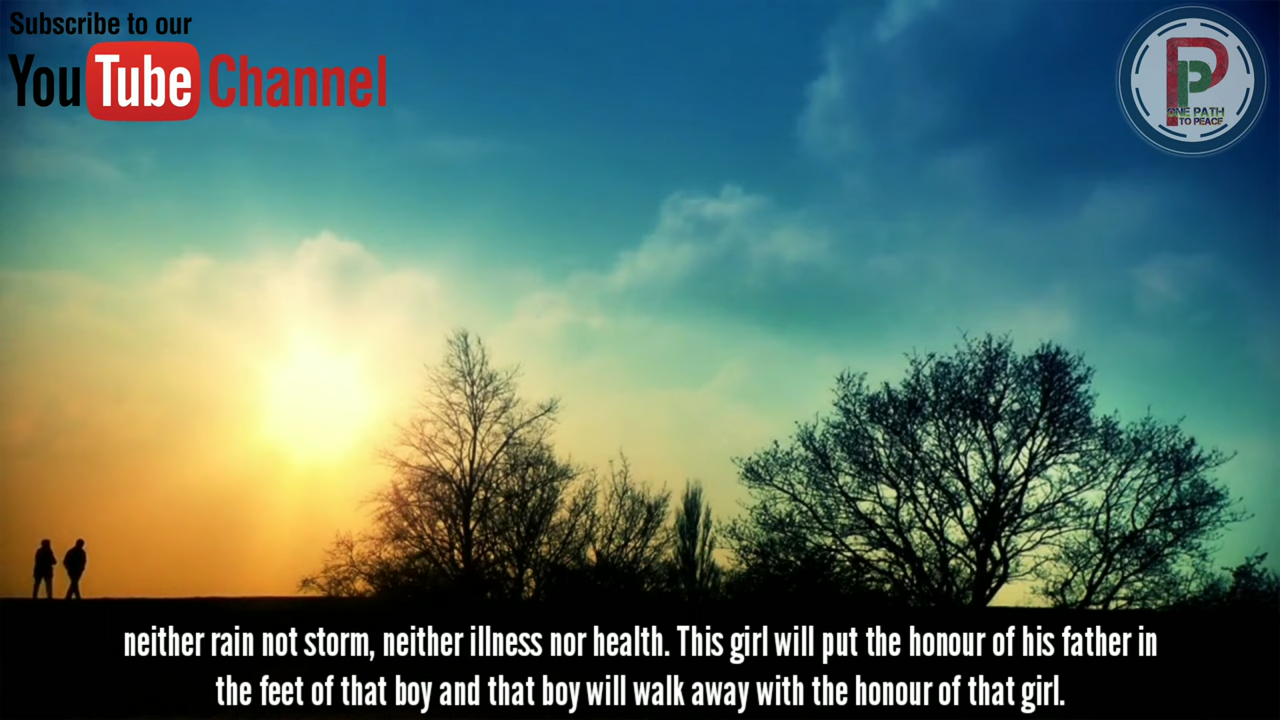 Subscribe to our
YouTube Channel
ONE PATH
TO PEACE
neither rain not storm, neither illness nor health. This girl will put the honour of his father in
the feet of that boy and that boy will walk away with the honour of that girl.